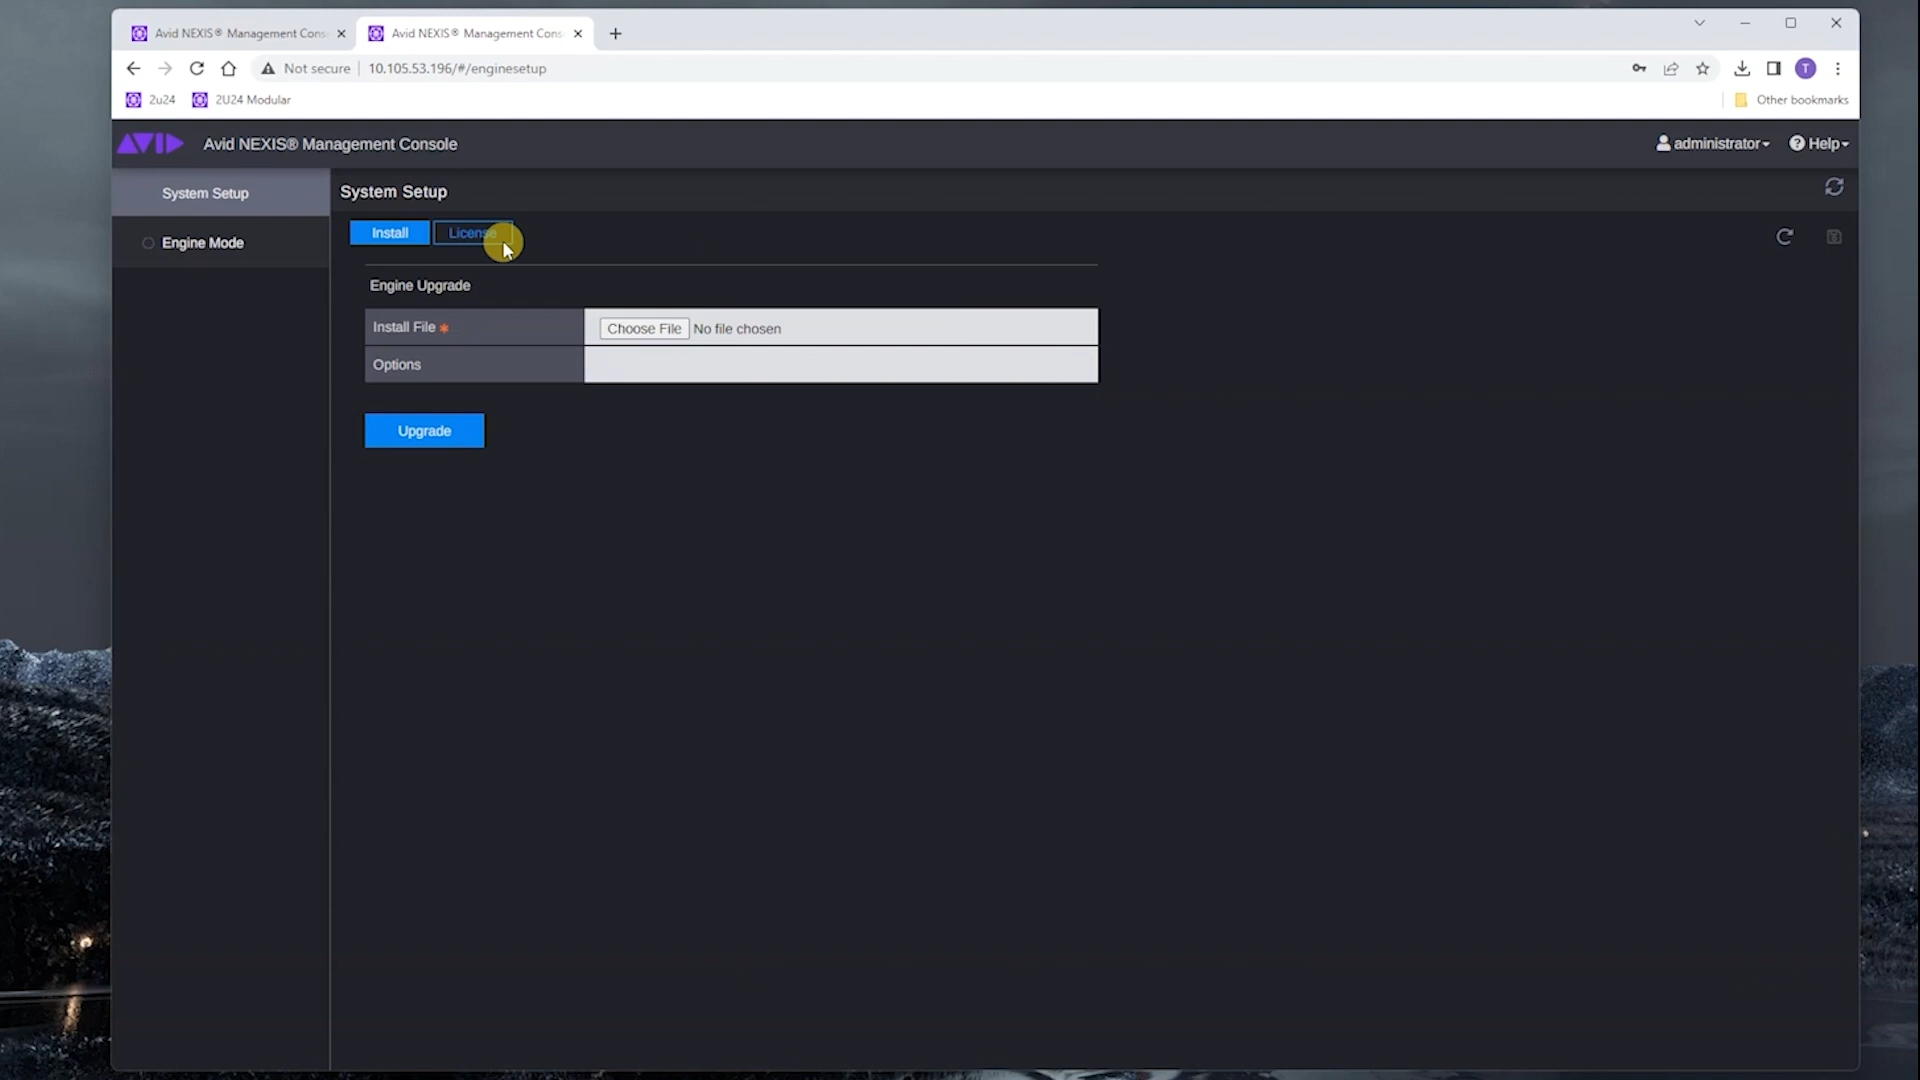 Avid NEXIS® Management Cons
Avid NEXIS® Management Cons
Not secure
10.105.53.196/#/enginesetup
T
2u24
2U24 Modular
Other bookmarks
AVID
Avid NEXIS® Management Console
administrator
Help
System Setup
Engine Mode
System Setup
Install
License
Engine Upgrade
Install File *
Choose File No file chosen
Options
Upgrade